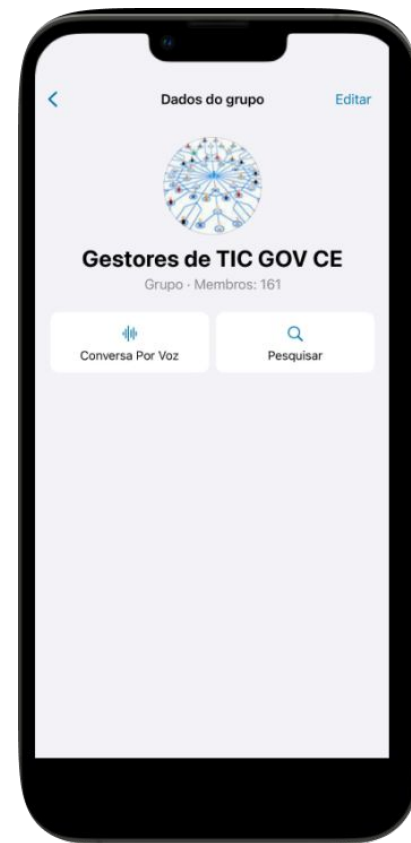 Dados do grupo
Editar
Gestores de TIC GOV CE
Grupo · Membros: 161
Conversa Por Voz
Pesquisar